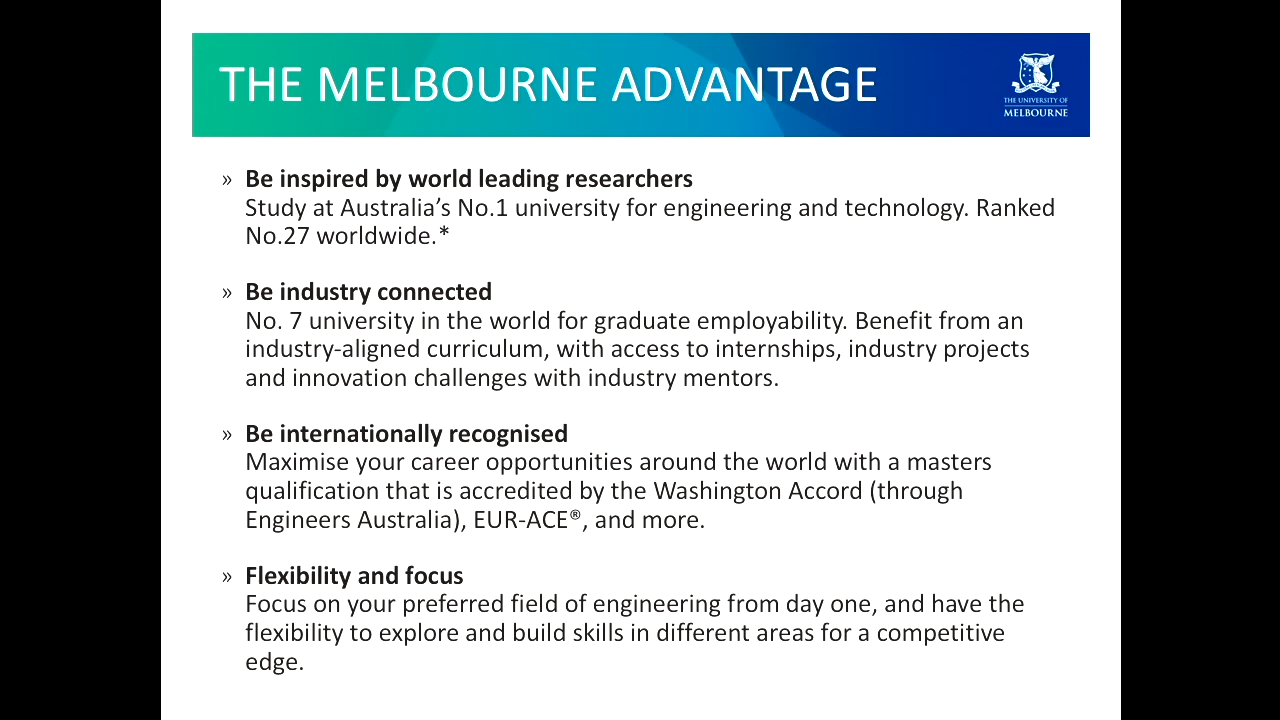 THE MELBOURNE ADVANTAGE
THE UNIVERSITY OF
MELBOURNE
» Be inspired by world leading researchers
Study at Australia’s No.1 university for engineering and technology. Ranked
No.27 worldwide.*
» Be industry connected
No. 7 university in the world for graduate employability. Benefit from an
industry-aligned curriculum, with access to internships, industry projects
and innovation challenges with industry mentors.
» Be internationally recognised
Maximise your career opportunities around the world with a masters
qualification that is accredited by the Washington Accord (through
Engineers Australia), EUR-ACE®, and more.
» Flexibility and focus
Focus on your preferred field of engineering from day one, and have the
flexibility to explore and build skills in different areas for a competitive
edge.